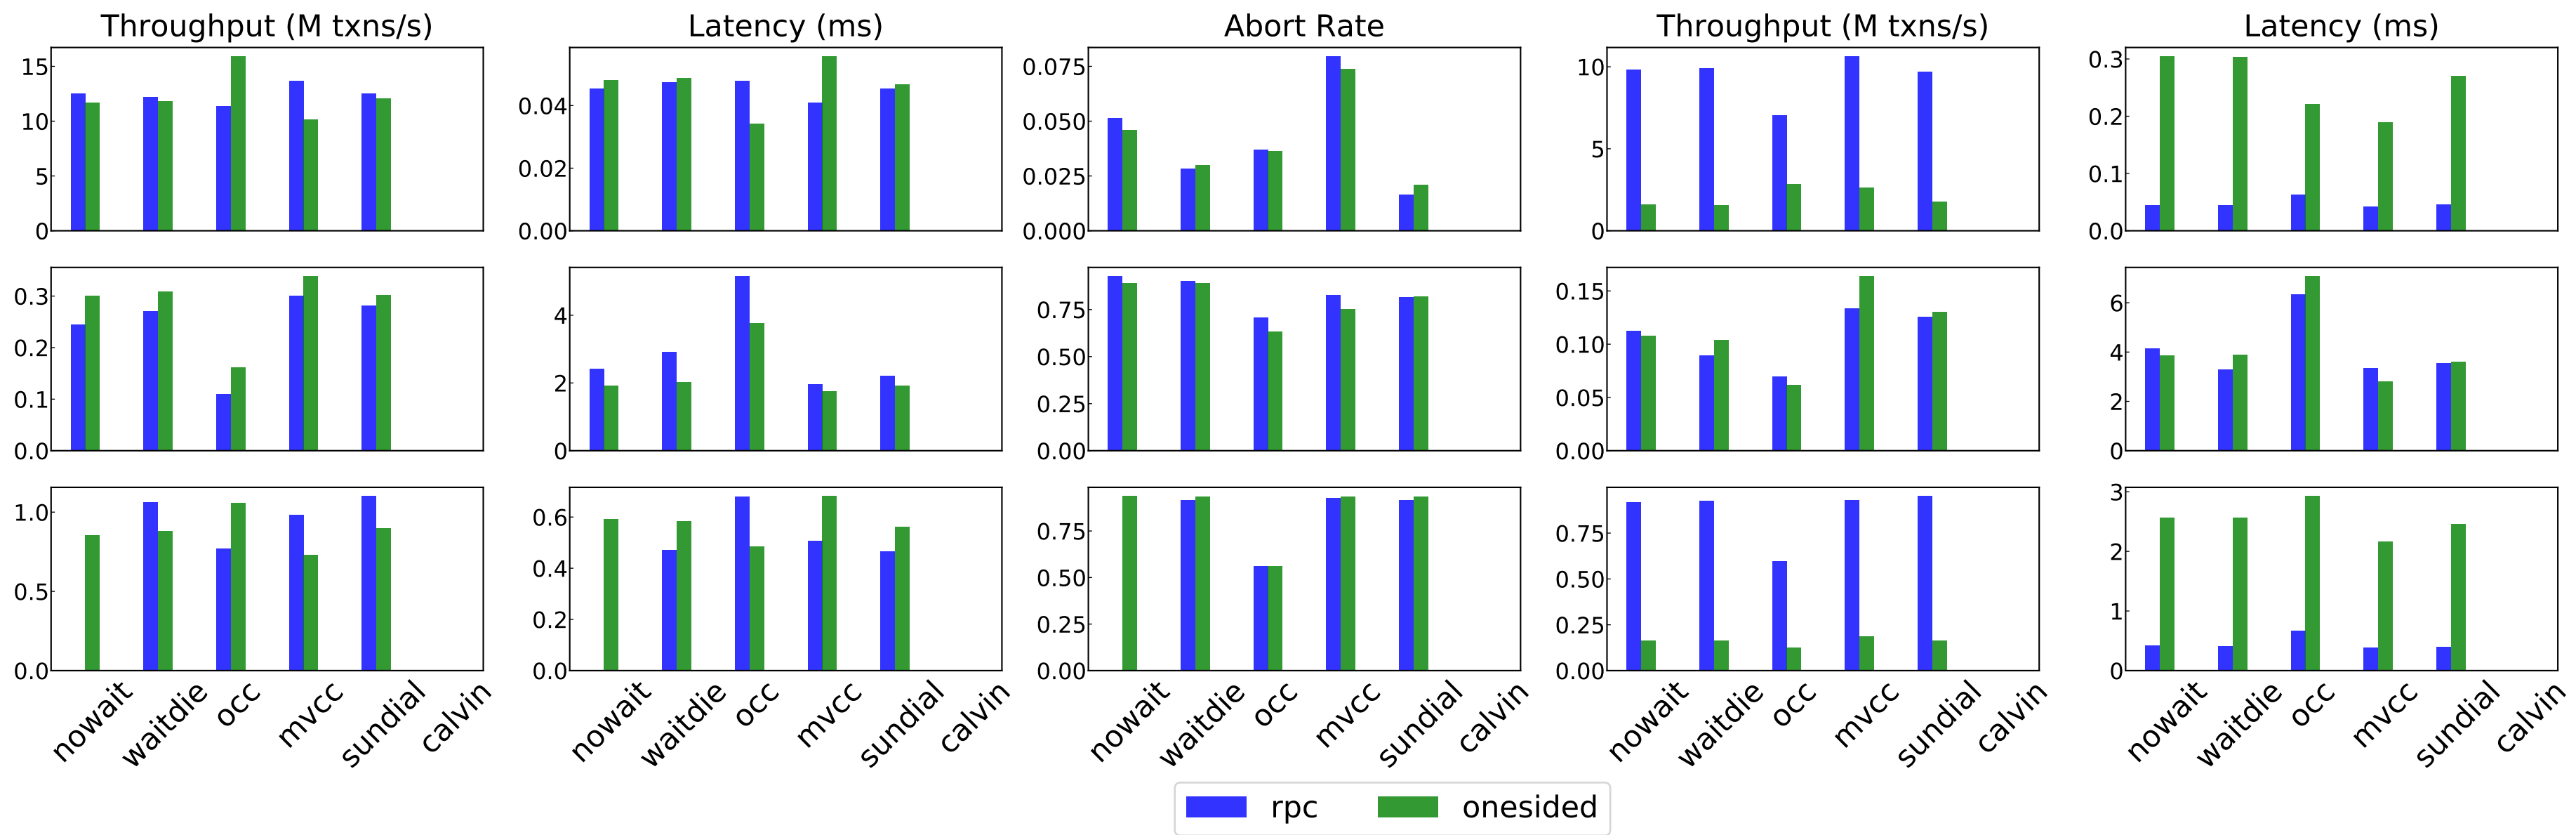 Throughput (M txns/s) Latency (ms) Abort Rate Throughput (M txns/s) Latency (ms)
15 0.04 0.075 10 0.3
10 0.02 0.050 5 0.2
5 0.00 0.025 0 0.1
0 0.000 0.0
0.3 4 0.75 0.15 6
0.2 2 0.50 0.10 4
0.1 0 0.25 0.05 2
0.0 0.00 0.00 0
1.0 0.6 0.75 0.75 3
0.5 0.4 0.50 0.50 2
0.0 0.2 0.25 0.25 1
0.0 0.00 0.00 0
nowait waitdie occ mvcc sundial calvin nowait waitdie occ mvcc sundial calvin nowait waitdie occ mvcc sundial calvin nowait waitdie occ mvcc sundial calvin nowait waitdie occ mvcc sundial calvin
rpc onesided